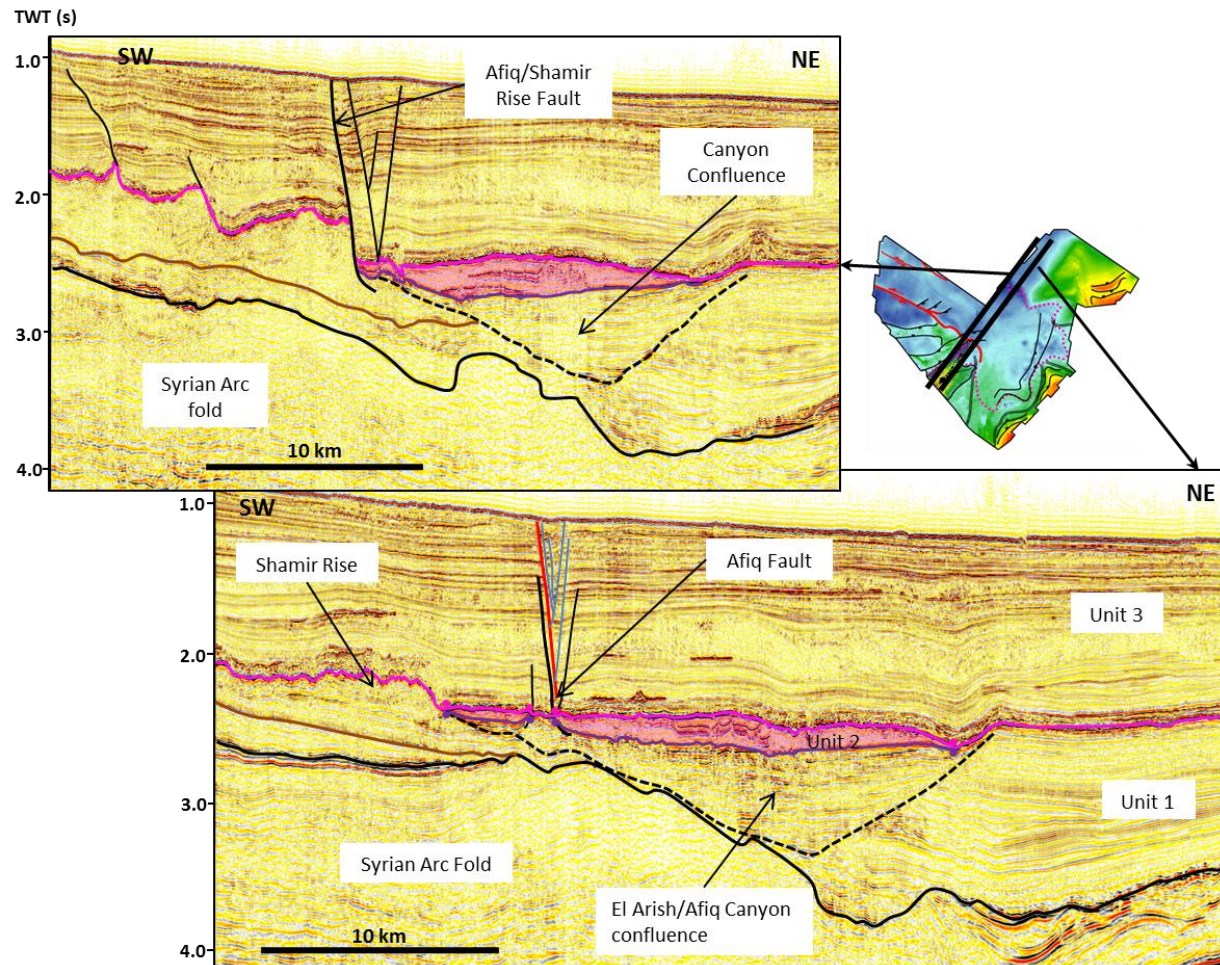 TWT (s)
SW
NE
1.0
2.0
3.0
4.0
Afiq/Shamir
Rise Fault
Canyon
Confluence
Syrian Arc
fold
10 km
SW
NE
1.0
2.0
3.0
4.0
Shamir Rise
Afiq Fault
Unit 3
Unit 2
Unit 1
Syrian Arc Fold
El Arish/Afiq Canyon
confluence
10 km